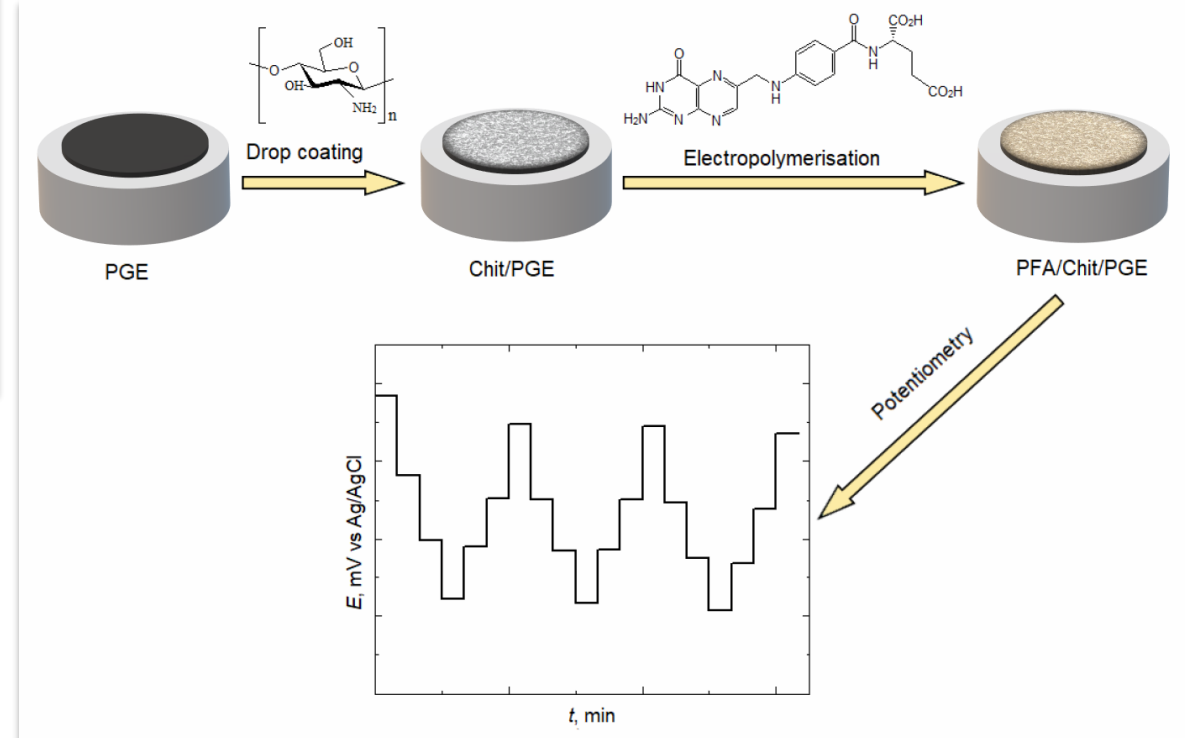 OH
O
O
OH
NH2
n
Drop coating
O
HN
H2N
N
N
N
N
N
H
O
N
H
CO2H
CO2H
Electropolymerisation
PGE
Chit/PGE
PFA/Chit/PGE
Potentiometry
E, mV vs Ag/AgCl
t, min